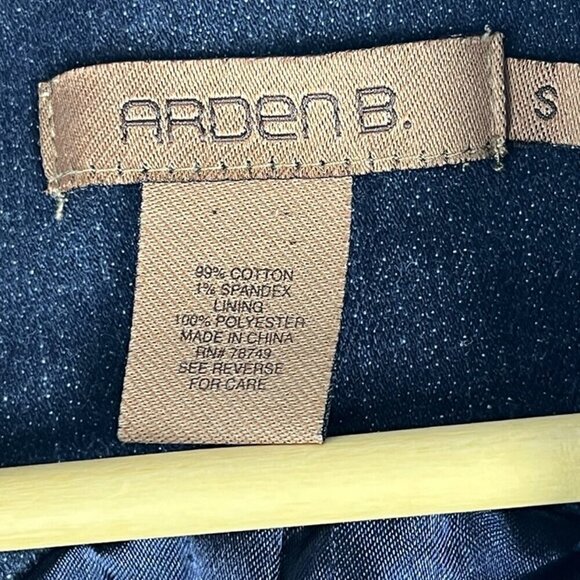 ARDEN B.
S
99% COTTON
1% SPANDEX
LINING
100% POLYESTER
MADE IN CHINA
RN# 78749
SEE REVERSE
FOR CARE